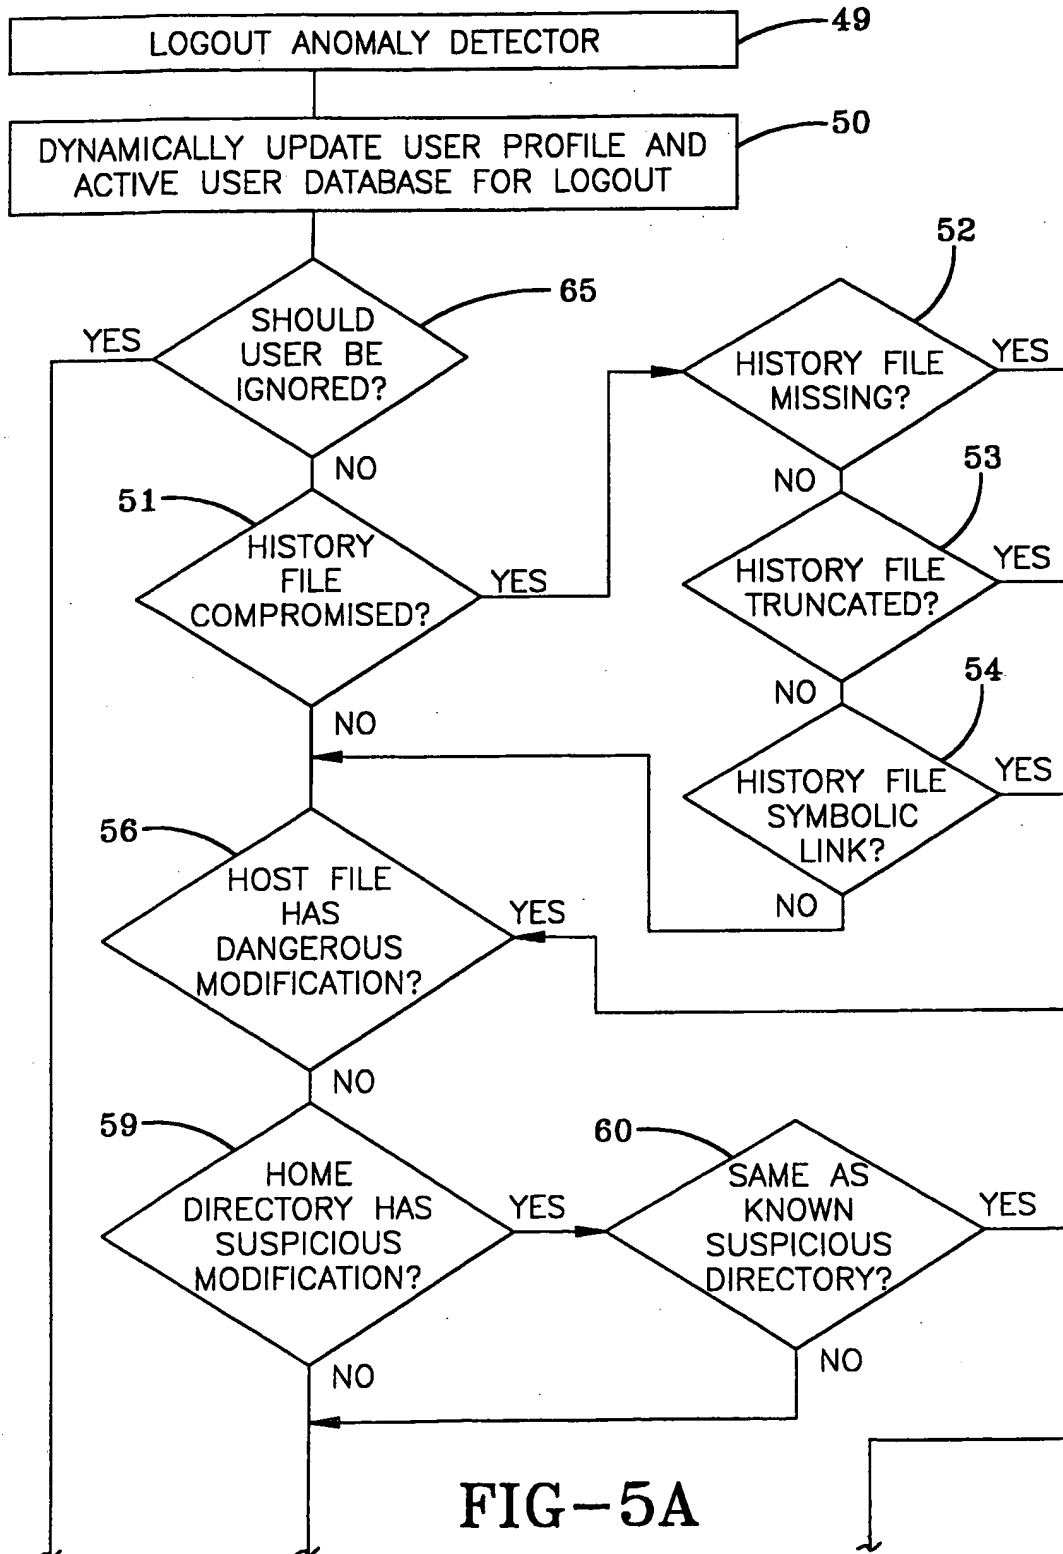 LOGOUT ANOMALY DETECTOR
49
DYNAMICALLY UPDATE USER PROFILE AND
ACTIVE USER DATABASE FOR LOGOUT
50
SHOULD
USER BE
IGNORED?
65
YES
NO
HISTORY
FILE
COMPROMISED?
51
YES
NO
HISTORY FILE
MISSING?
52
YES
NO
HISTORY FILE
TRUNCATED?
53
YES
NO
HISTORY FILE
SYMBOLIC
LINK?
54
YES
NO
HOST FILE
HAS
DANGEROUS
MODIFICATION?
56
YES
NO
HOME
DIRECTORY HAS
SUSPICIOUS
MODIFICATION?
59
YES
NO
SAME AS
KNOWN
SUSPICIOUS
DIRECTORY?
60
YES
NO
FIG-5A